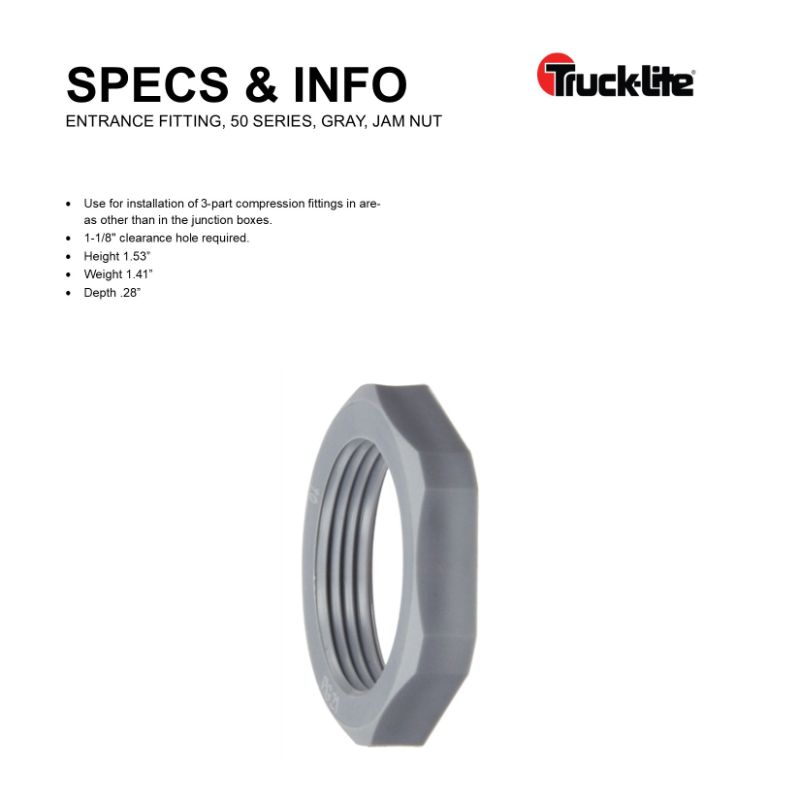 SPECS & INFO
Truck-Lite®
ENTRANCE FITTING, 50 SERIES, GRAY, JAM NUT
• Use for installation of 3-part compression fittings in are-
as other than in the junction boxes.
• 1-1/8" clearance hole required.
• Height 1.53”
• Weight 1.41”
• Depth .28”